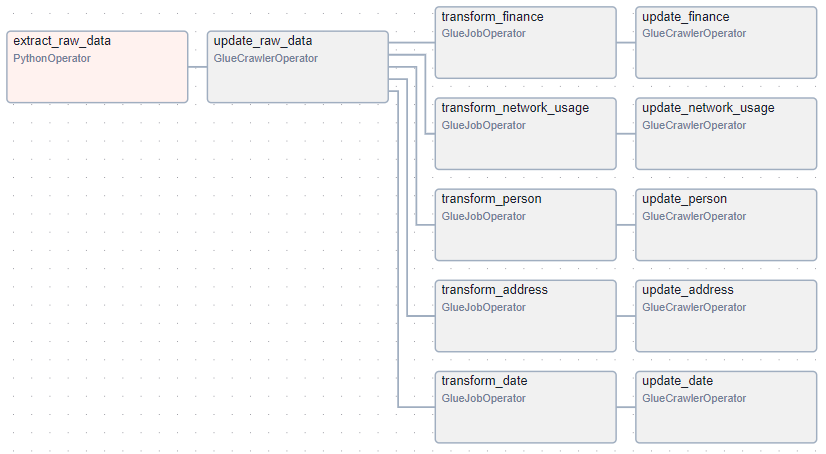 extract_raw_data
PythonOperator
update_raw_data
GlueCrawlerOperator
transform_finance
GlueJobOperator
update_finance
GlueCrawlerOperator
transform_network_usage
GlueJobOperator
update_network_usage
GlueCrawlerOperator
transform_person
GlueJobOperator
update_person
GlueCrawlerOperator
transform_address
GlueJobOperator
update_address
GlueCrawlerOperator
transform_date
GlueJobOperator
update_date
GlueCrawlerOperator